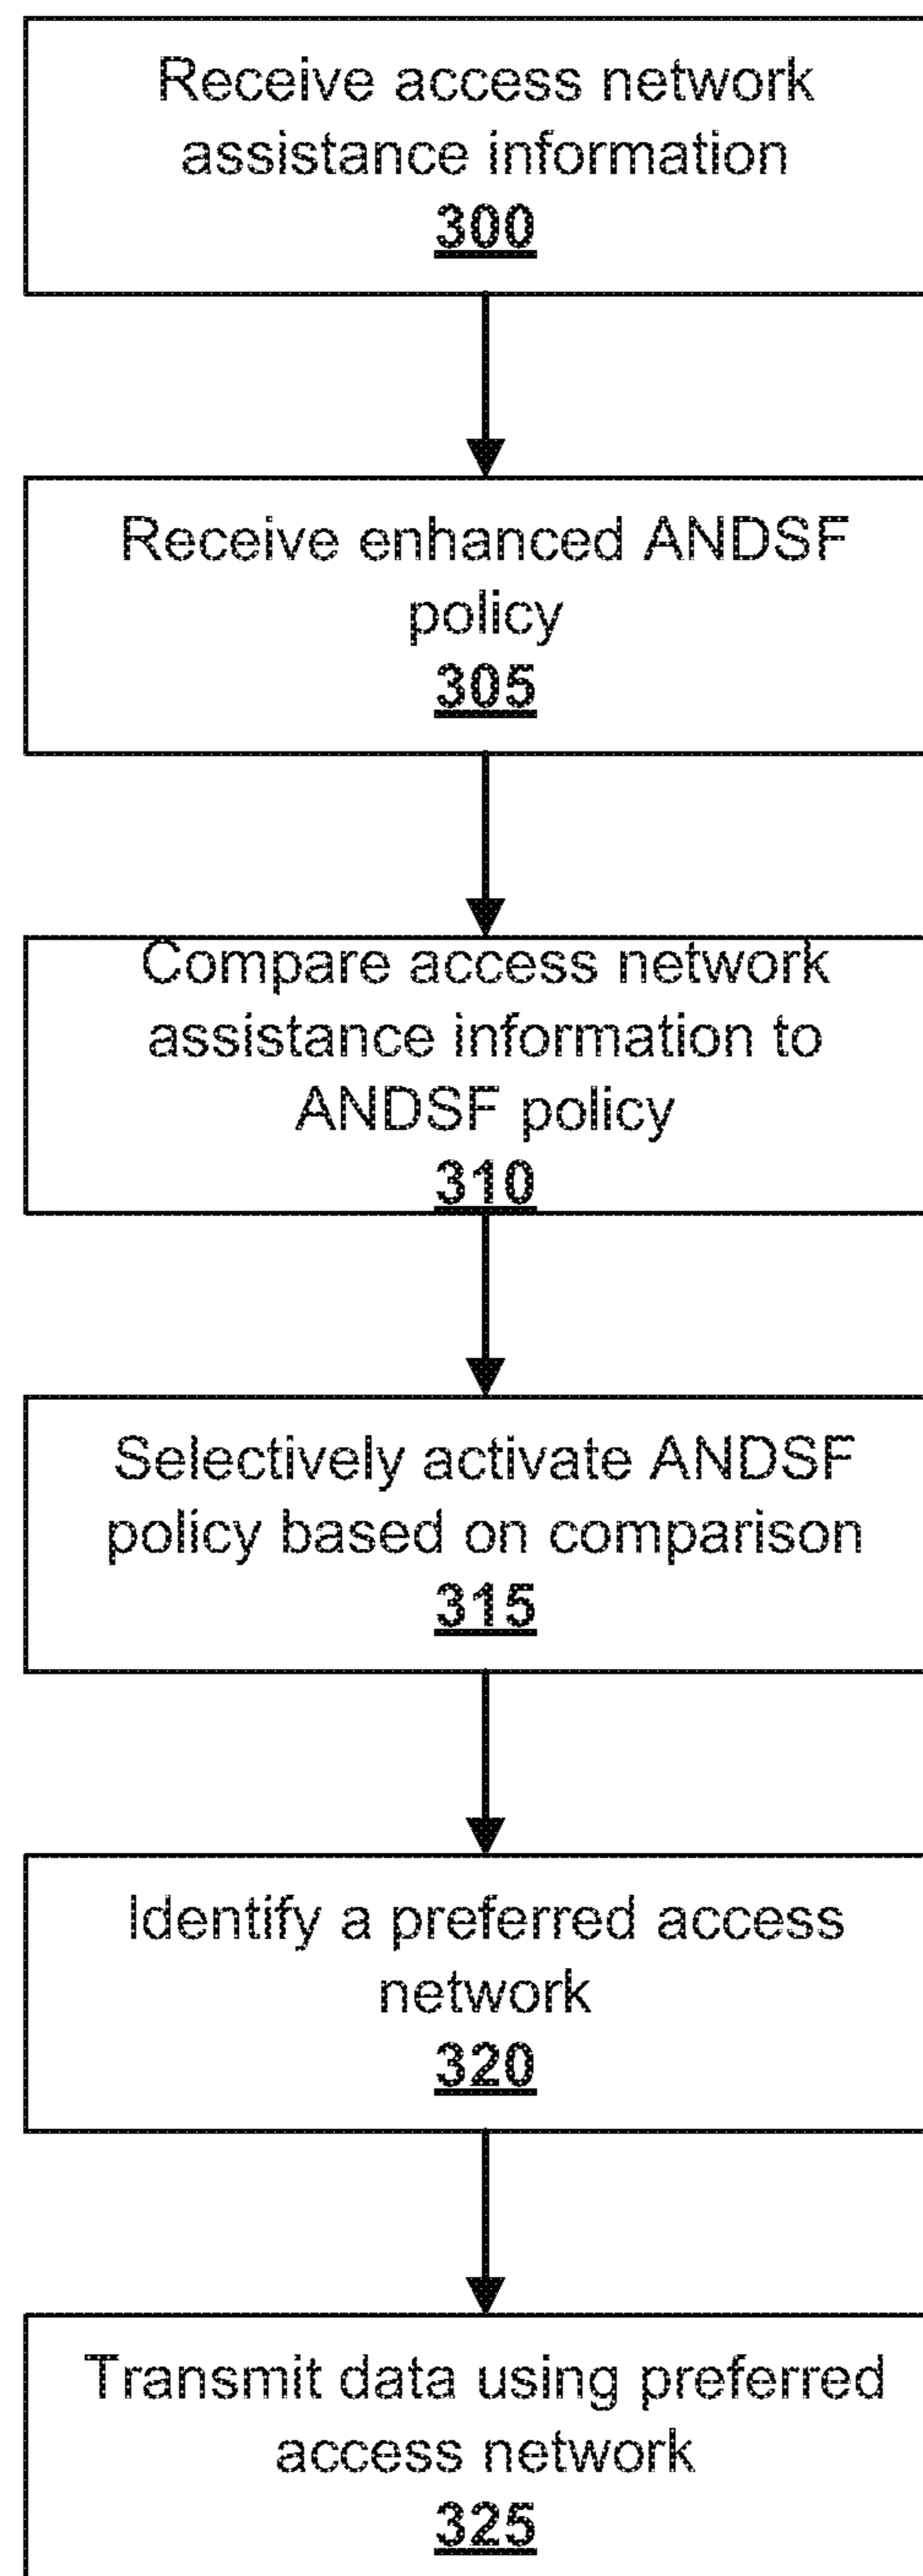 Receive access network
assistance information
300
Receive enhanced ANDSF
policy
305
Compare access network
assistance information to
ANDSF policy
310
Selectively activate ANDSF
policy based on comparison
315
Identify a preferred access
network
320
Transmit data using preferred
access network
325